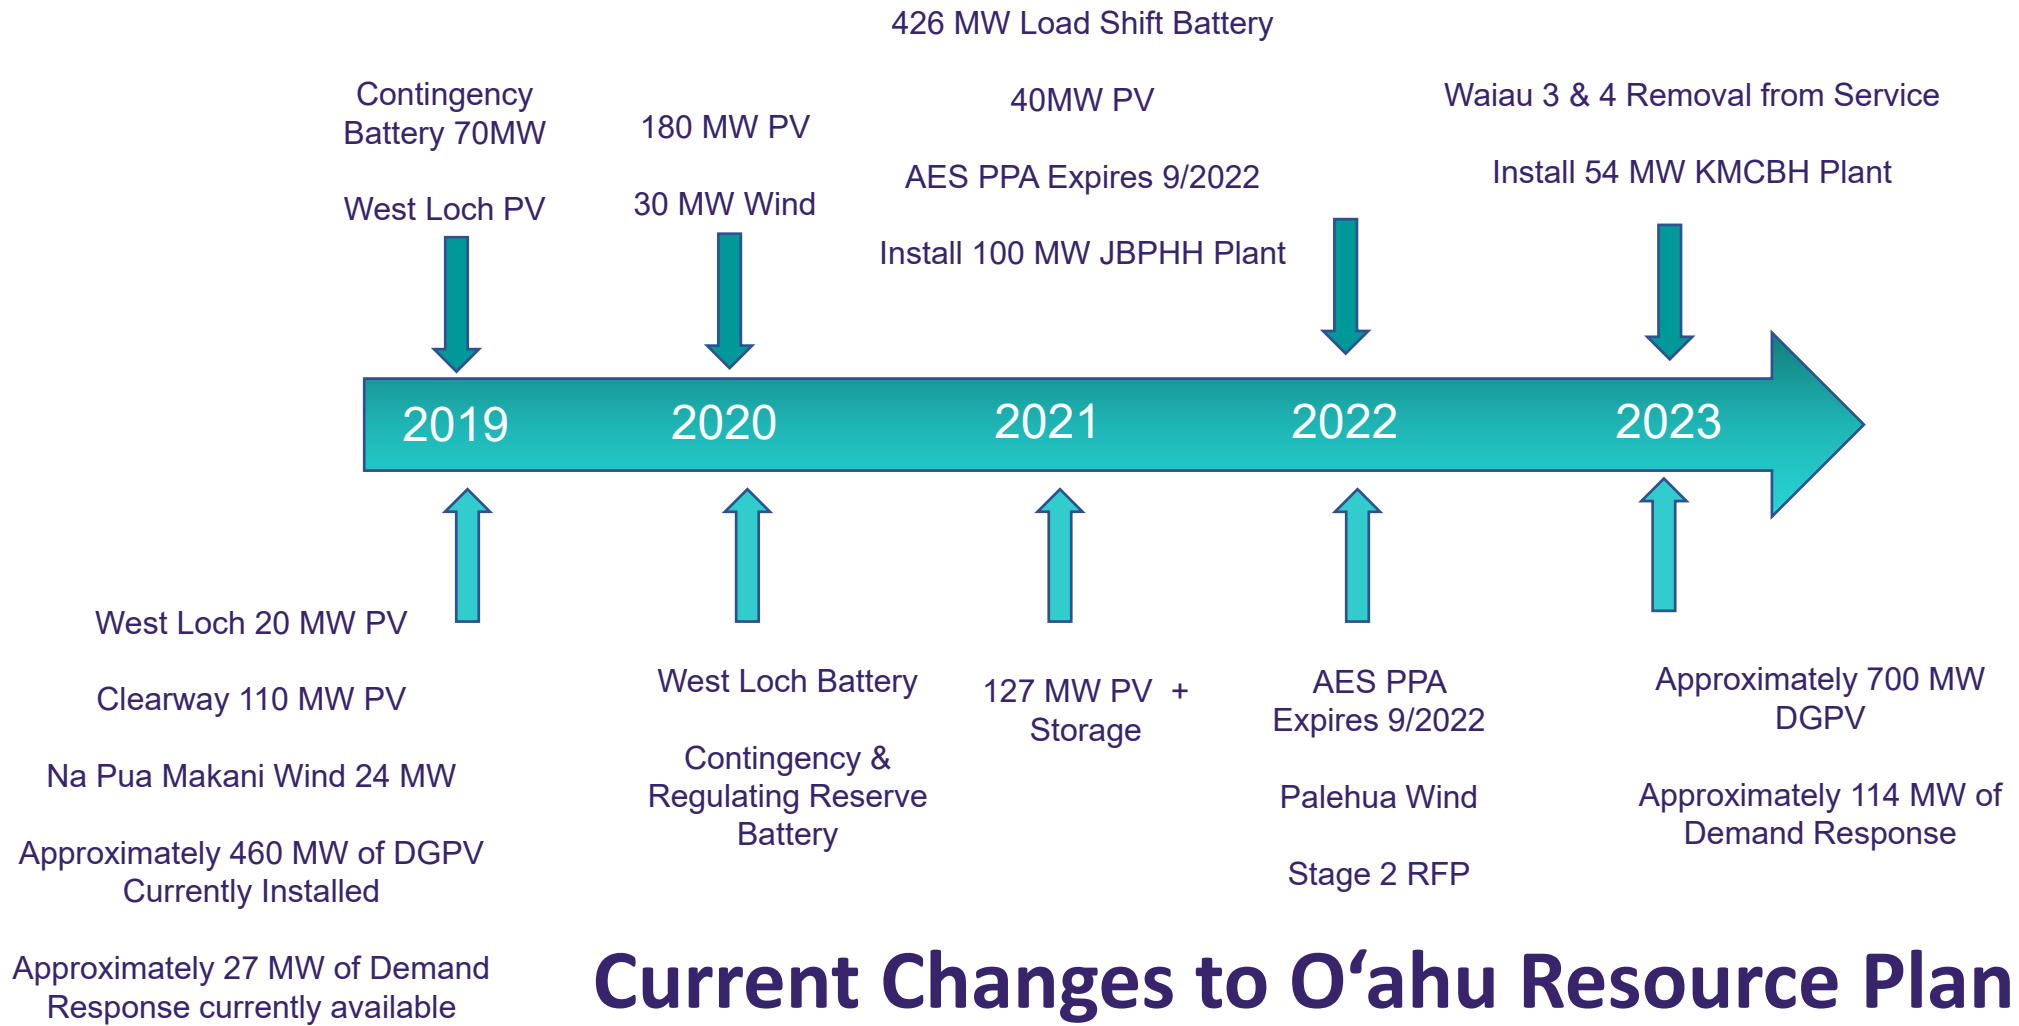 426 MW Load Shift Battery
40MW PV
AES PPA Expires 9/2022
Install 100 MW JBPHH Plant
Contingency
Battery 70MW
West Loch PV
180 MW PV
30 MW Wind
Waiau 3 & 4 Removal from Service
Install 54 MW KMCBH Plant
2019
2020
2021
2022
2023
West Loch 20 MW PV
Clearway 110 MW PV
Na Pua Makani Wind 24 MW
Approximately 460 MW of DGPV
Currently Installed
Approximately 27 MW of Demand
Response currently available
West Loch Battery
Contingency &
Regulating Reserve
Battery
127 MW PV +
Storage
AES PPA
Expires 9/2022
Palehua Wind
Stage 2 RFP
Approximately 700 MW
DGPV
Approximately 114 MW of
Demand Response
Current Changes to Oʻahu Resource Plan